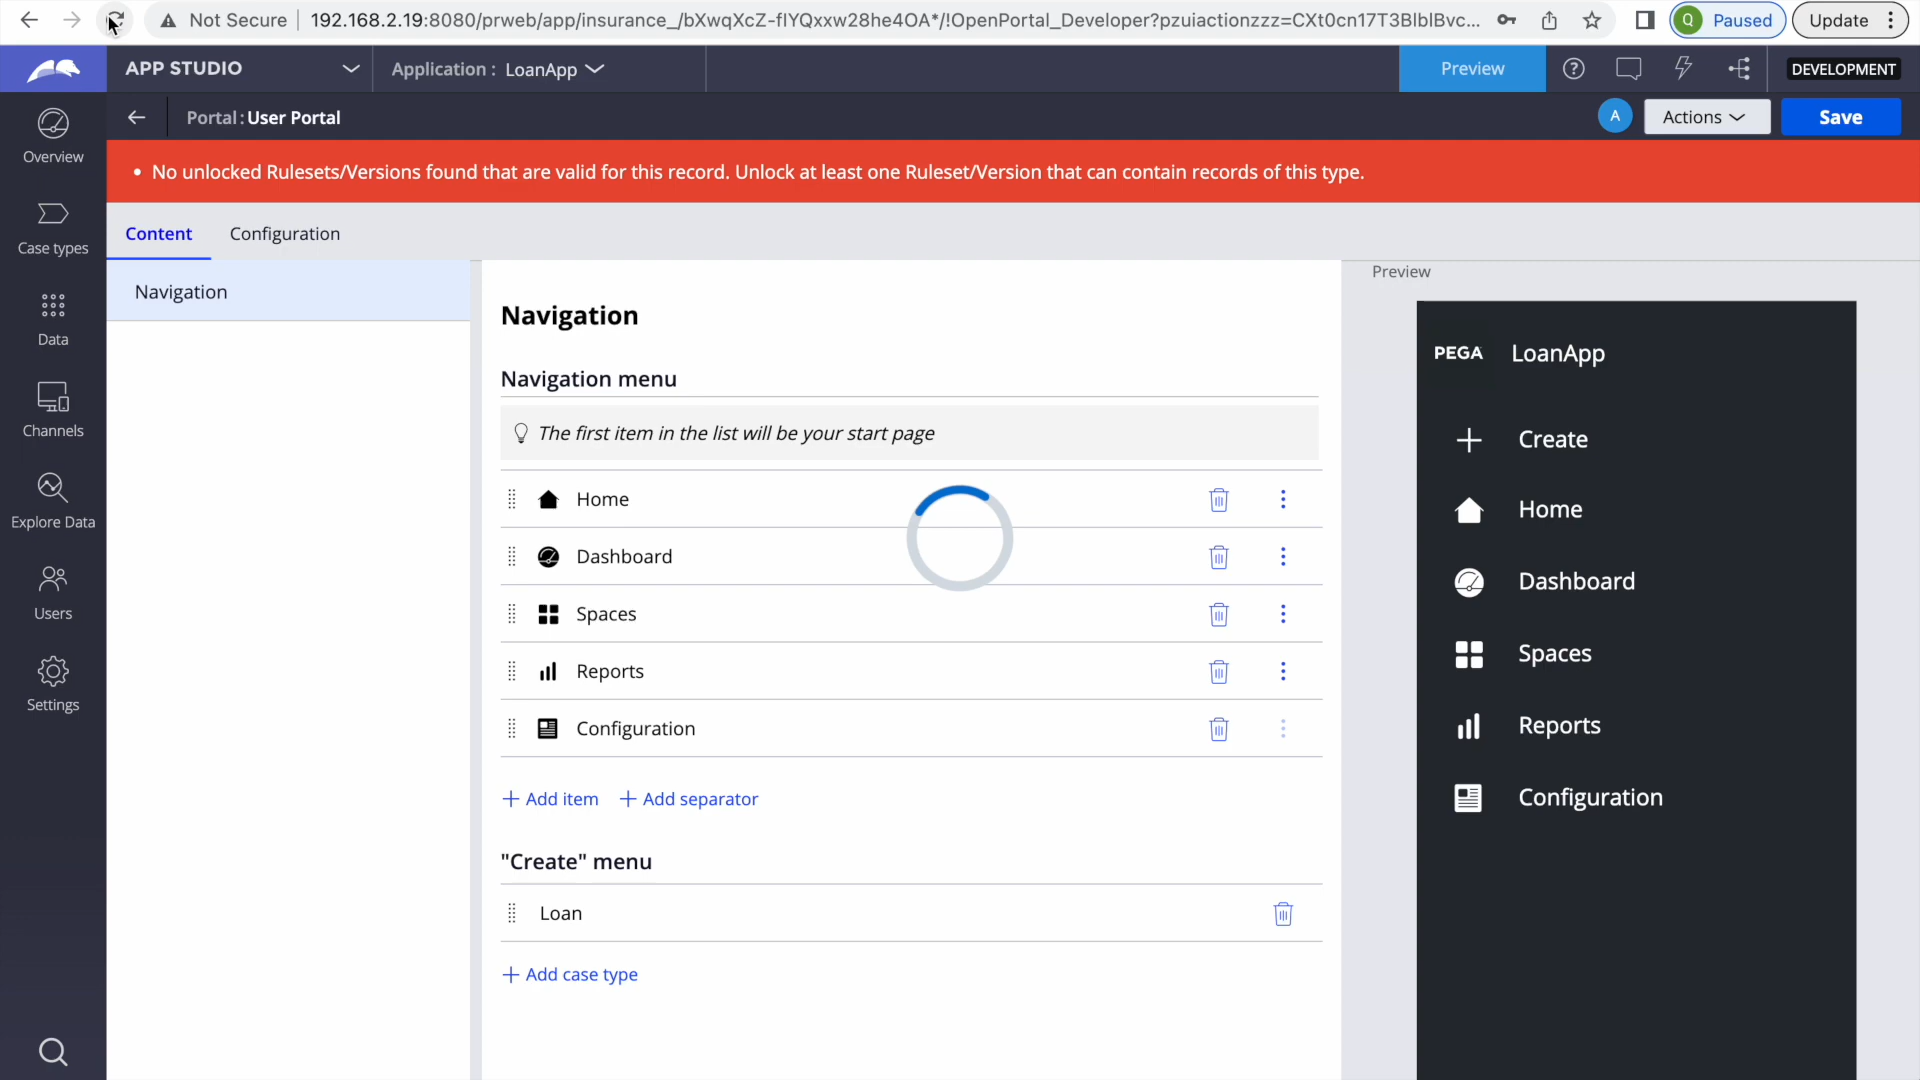 Not Secure
192.168.2.19:8080/prweb/app/insurance_/bXwqXcZ-flYQxxw28he4OA*/!OpenPortal_Developer?pzuiactionzzz=CXt0cn17T3BlblBvc...
Q Paused
Update
APP STUDIO
Application : LoanApp
Preview
DEVELOPMENT
Portal : User Portal
A
Actions
Save
Overview
• No unlocked Rulesets/Versions found that are valid for this record. Unlock at least one Ruleset/Version that can contain records of this type.
Content
Configuration
Case types
Data
Channels
Explore Data
Users
Settings
Navigation
Navigation
Navigation menu
The first item in the list will be your start page
Home
Dashboard
Spaces
Reports
Configuration
+ Add item
+ Add separator
"Create" menu
Loan
+ Add case type
Preview
PEGA LoanApp
Create
Home
Dashboard
Spaces
Reports
Configuration